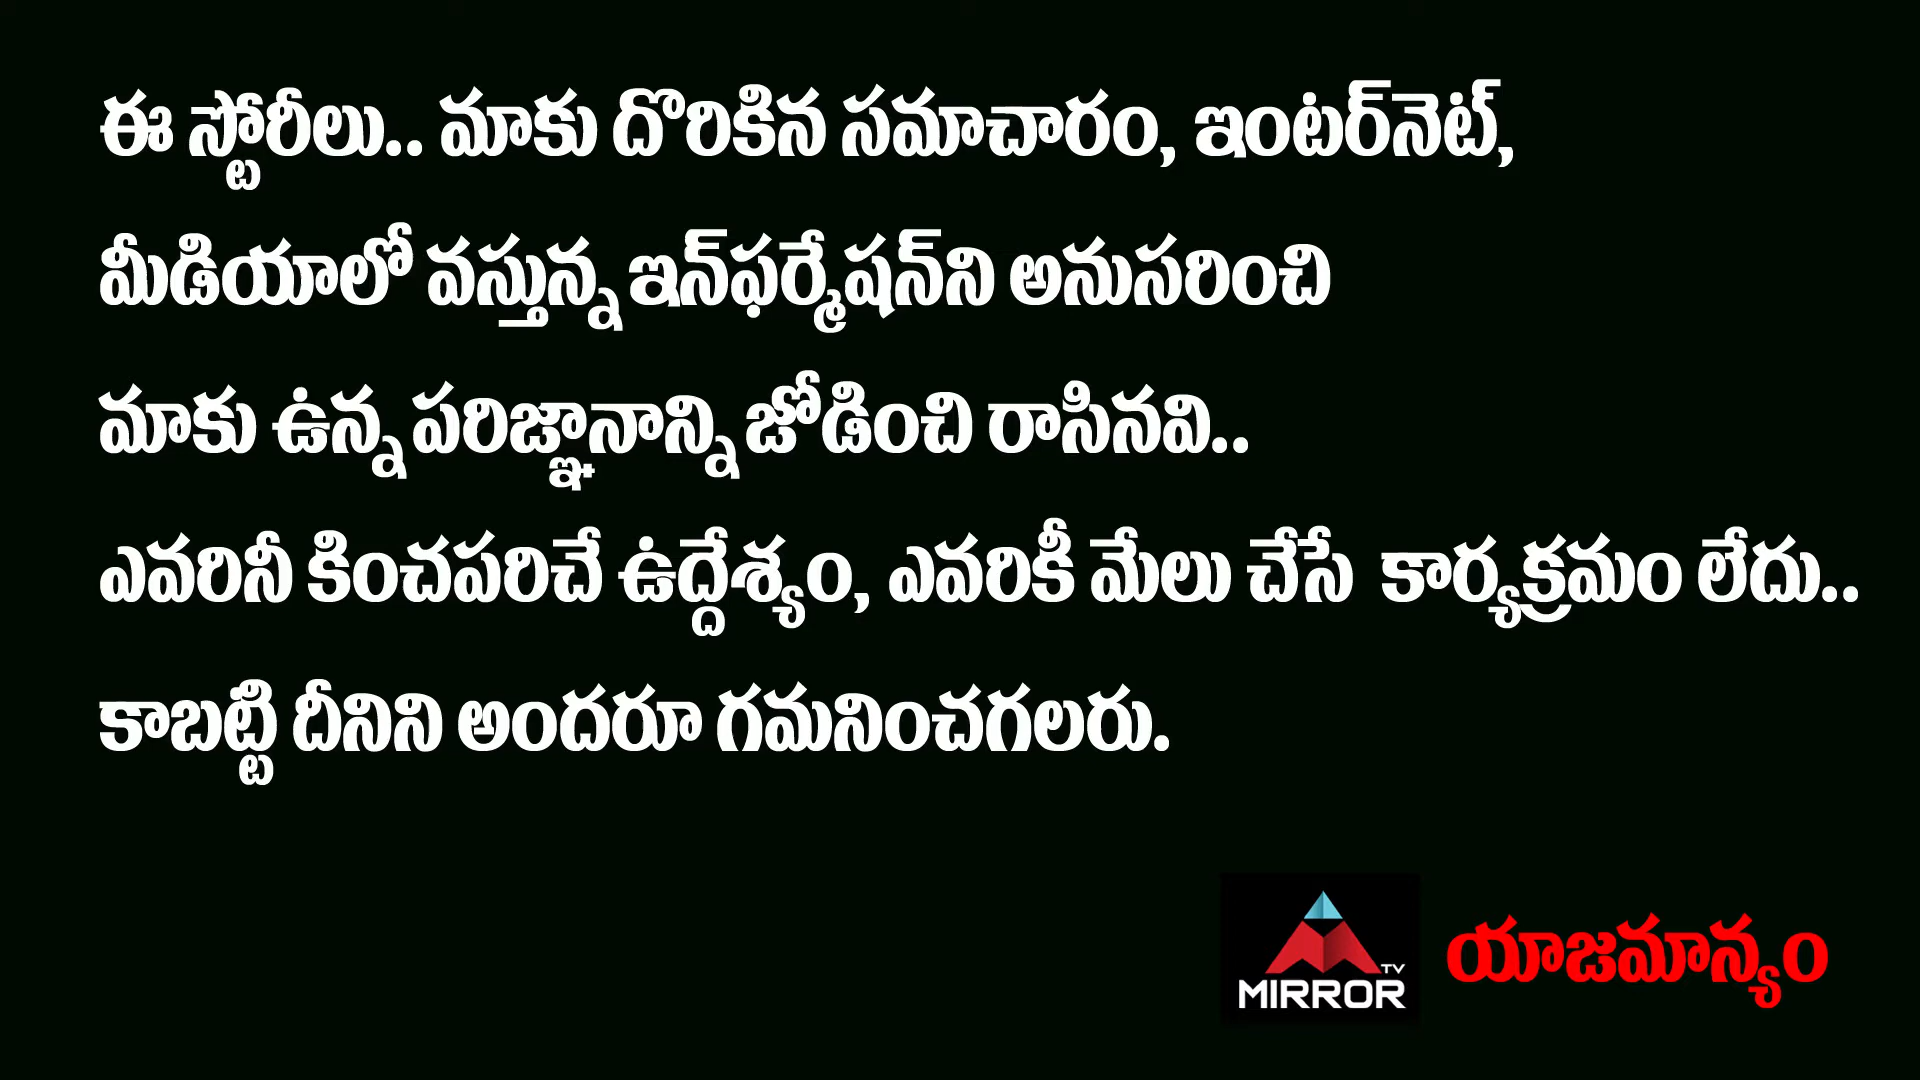 ఈ స్టోరీలు.. మాకు దొరికిన సమాచారం, ఇంటర్‌నెట్,
మీడియాలో వస్తున్న ఇన్‌ఫర్మేషన్‌ని అనుసరించి
మాకు ఉన్న పరిజ్ఞానాన్ని జోడించి రాసినవి..
ఎవరినీ కించపరిచే ఉద్దేశ్యం, ఎవరికీ మేలు చేసే కార్యక్రమం లేదు..
కాబట్టి దీనిని అందరూ గమనించగలరు.
TV
MIRROR
యాజమాన్యం